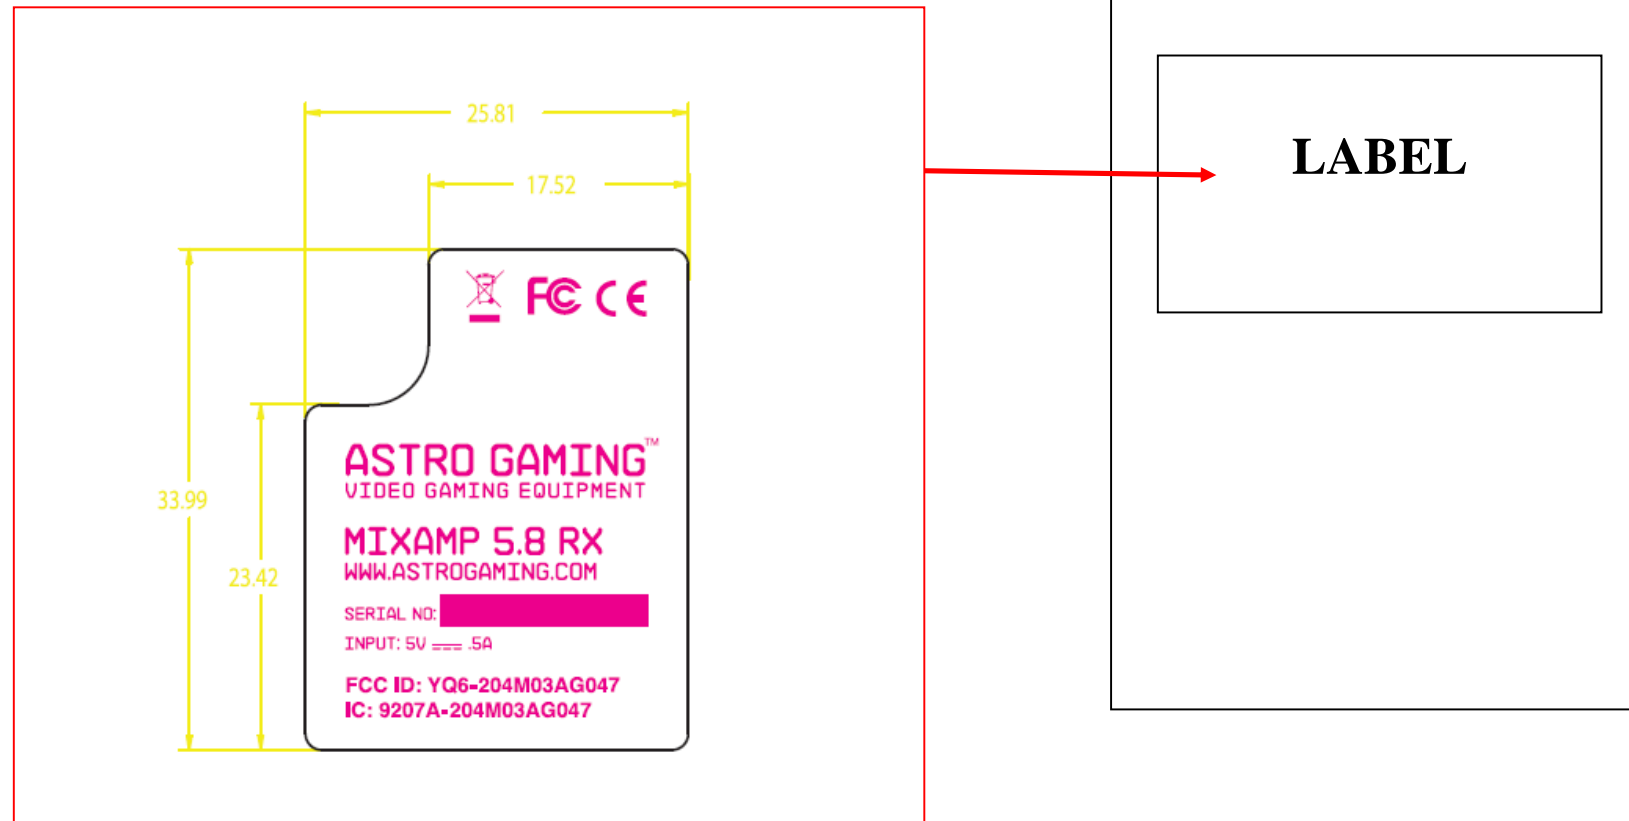 25.81
17.52
FC CE
33.99
23.42
ASTRO GAMING™
VIDEO GAMING EQUIPMENT
MIXAMP 5.8 RX
WWW.ASTROGAMING.COM
SERIAL NO:
INPUT: 5V ⎓ .5A
FCC ID: YQ6-204M03AG047
IC: 9207A-204M03AG047
LABEL